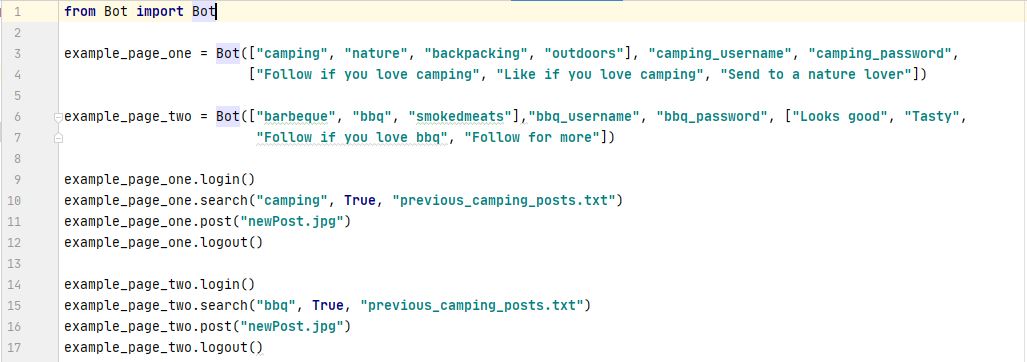 1 from Bot import Bot
2
3 example_page_one = Bot(["camping", "nature", "backpacking", "outdoors"], "camping_username", "camping_password",
4 ["Follow if you love camping", "Like if you love camping", "Send to a nature lover"])
5
6 example_page_two = Bot(["barbeque", "bbq", "smokedmeats"],"bbq_username", "bbq_password", ["Looks good", "Tasty",
7 "Follow if you love bbq", "Follow for more"])
8
9 example_page_one.login()
10 example_page_one.search("camping", True, "previous_camping_posts.txt")
11 example_page_one.post("newPost.jpg")
12 example_page_one.logout()
13
14 example_page_two.login()
15 example_page_two.search("bbq", True, "previous_camping_posts.txt")
16 example_page_two.post("newPost.jpg")
17 example_page_two.logout()